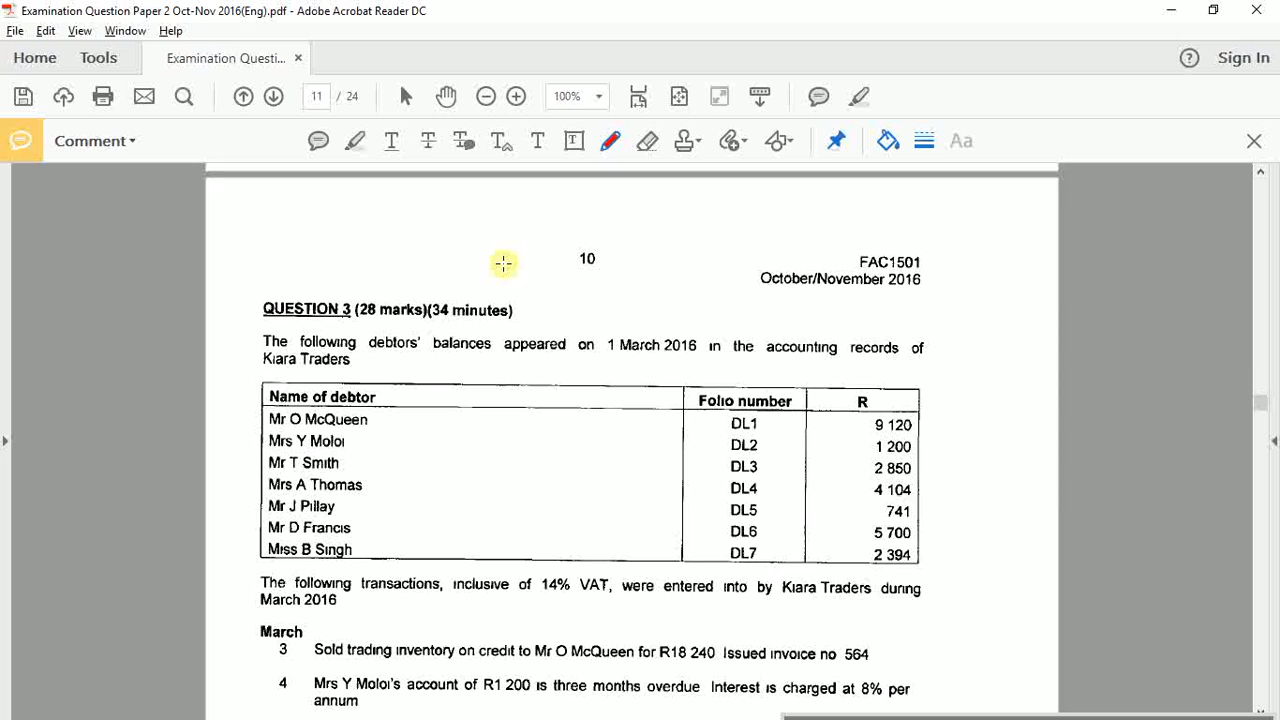 Examination Question Paper 2 Oct-Nov 2016(Eng).pdf - Adobe Acrobat Reader DC
File Edit View Window Help
Home Tools Examination Questi... ×
Sign In
11 / 24 100%
Comment
Aa
10
FAC1501
October/November 2016
QUESTION 3 (28 marks)(34 minutes)
The following debtors' balances appeared on 1 March 2016 in the accounting records of
Kiara Traders
Name of debtor Folio number R
Mr O McQueen DL1 9 120
Mrs Y Moloi DL2 1 200
Mr T Smith DL3 2 850
Mrs A Thomas DL4 4 104
Mr J Pillay DL5 741
Mr D Francis DL6 5 700
Miss B Singh DL7 2 394
The following transactions, inclusive of 14% VAT, were entered into by Kiara Traders during
March 2016
March
3 Sold trading inventory on credit to Mr O McQueen for R18 240 Issued invoice no 564
4 Mrs Y Moloi's account of R1 200 is three months overdue Interest is charged at 8% per
annum